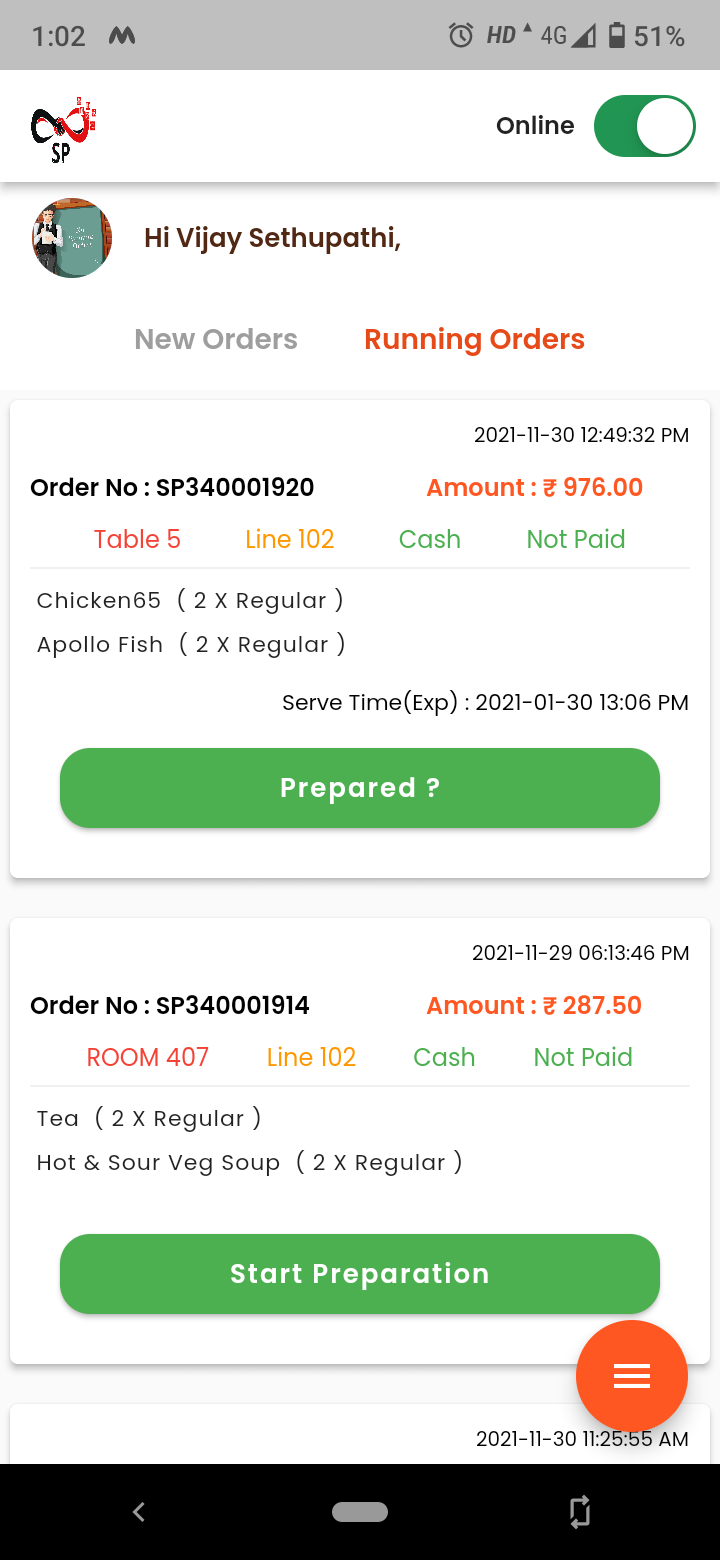 1:02 HD 4G 51%
SP
Online
Hi Vijay Sethupathi,
New Orders Running Orders
2021-11-30 12:49:32 PM
Order No : SP340001920 Amount : ₹ 976.00
Table 5 Line 102 Cash Not Paid
Chicken65 ( 2 X Regular )
Apollo Fish ( 2 X Regular )
Serve Time(Exp) : 2021-01-30 13:06 PM
Prepared ?
2021-11-29 06:13:46 PM
Order No : SP340001914 Amount : ₹ 287.50
ROOM 407 Line 102 Cash Not Paid
Tea ( 2 X Regular )
Hot & Sour Veg Soup ( 2 X Regular )
Start Preparation
2021-11-30 11:25:55 AM